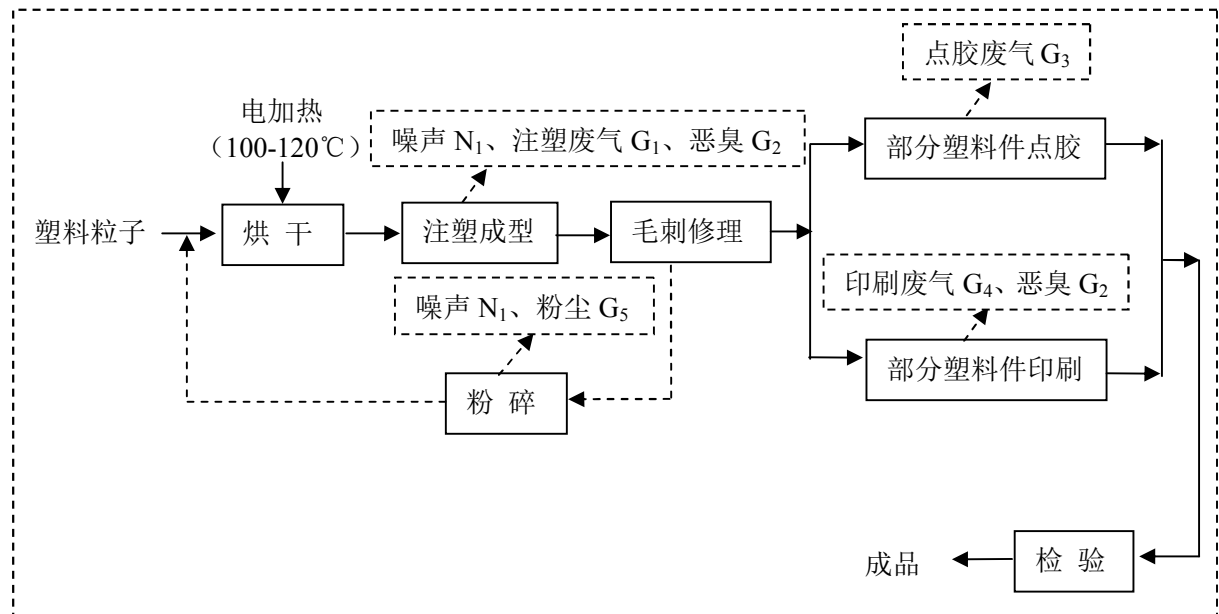 点胶废气 G₃
电加热
（100-120℃）
噪声 N₁、注塑废气 G₁、恶臭 G₂
部分塑料件点胶
塑料粒子
烘 干
注塑成型
毛刺修理
噪声 N₁、粉尘 G₅
印刷废气 G₄、恶臭 G₂
部分塑料件印刷
粉 碎
成品
检 验